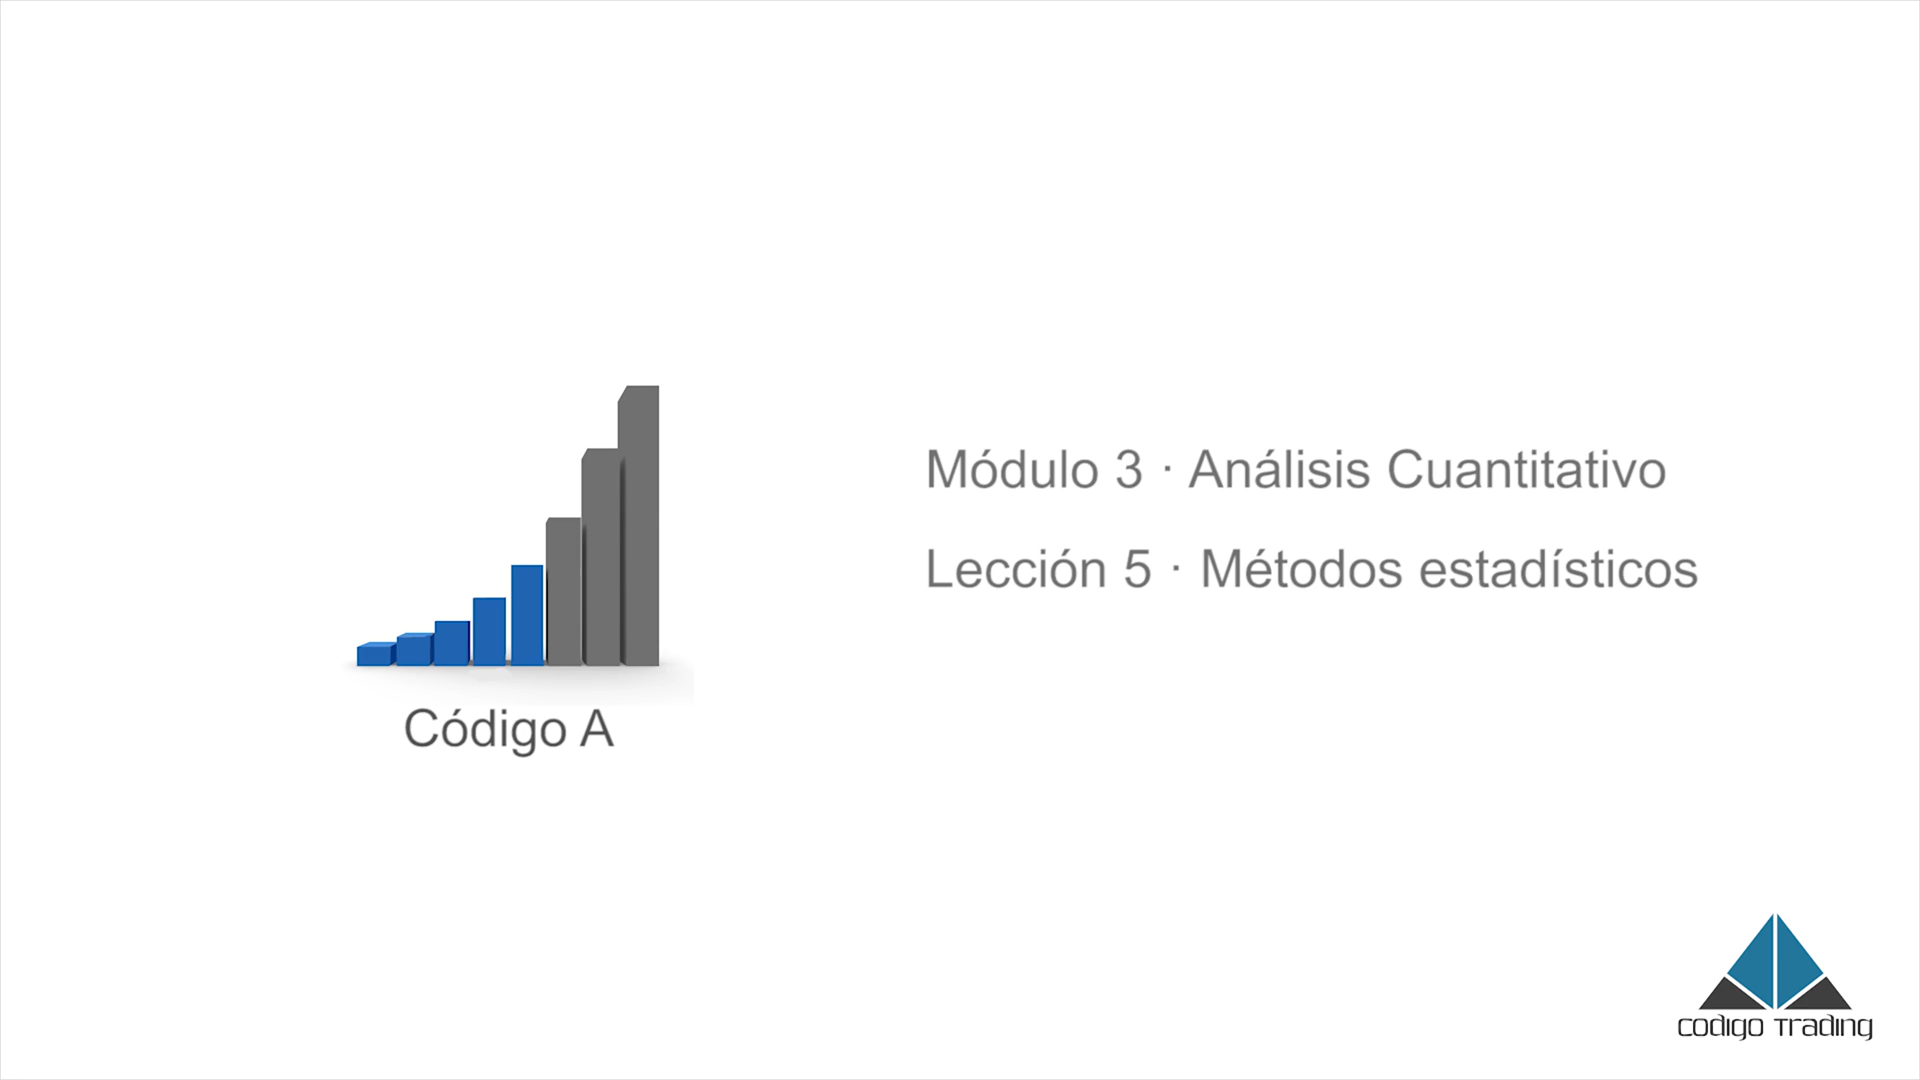 Módulo 3 · Análisis Cuantitativo
Lección 5 · Métodos estadísticos
Código A
codigo Trading